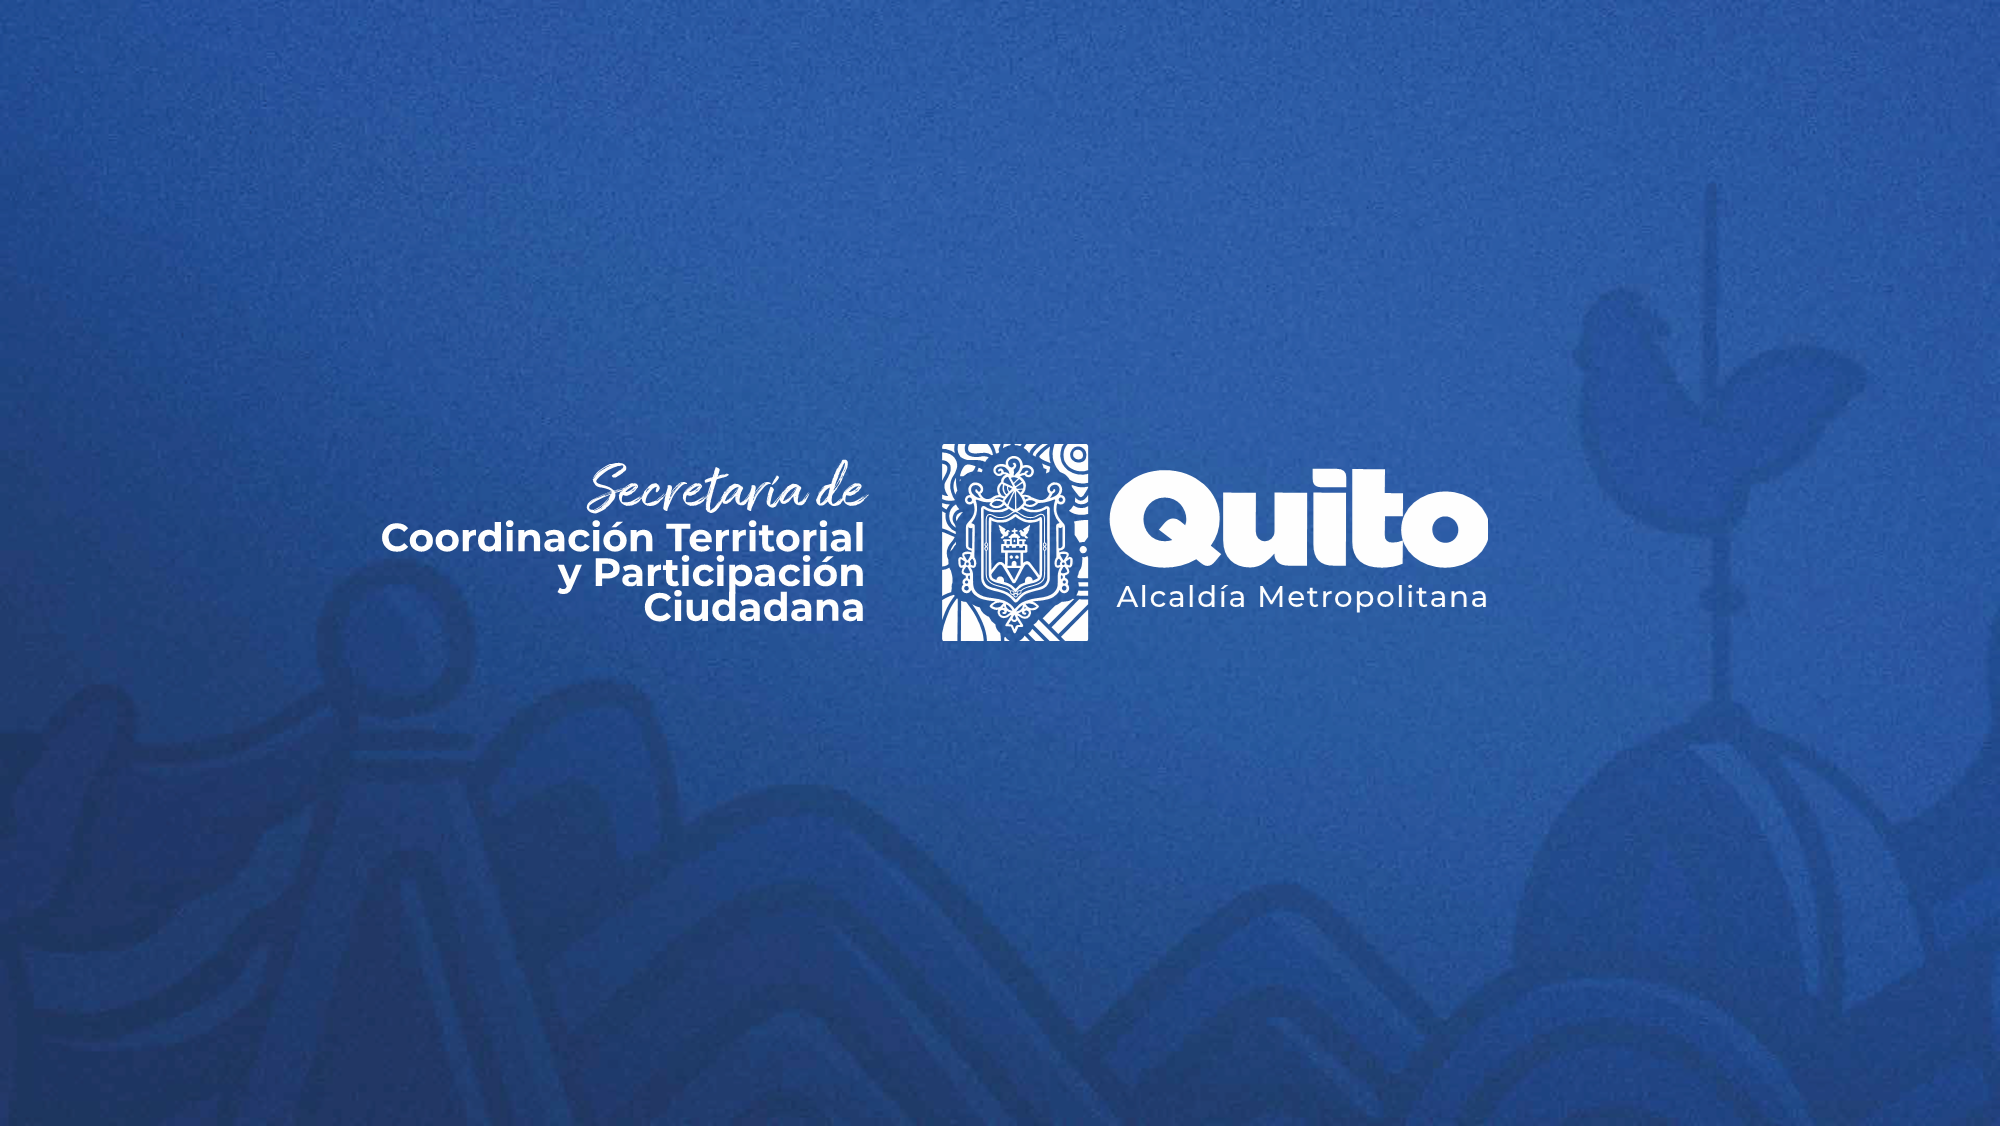 Secretaría de
Coordinación Territorial
y Participación
Ciudadana
Quito
Alcaldía Metropolitana